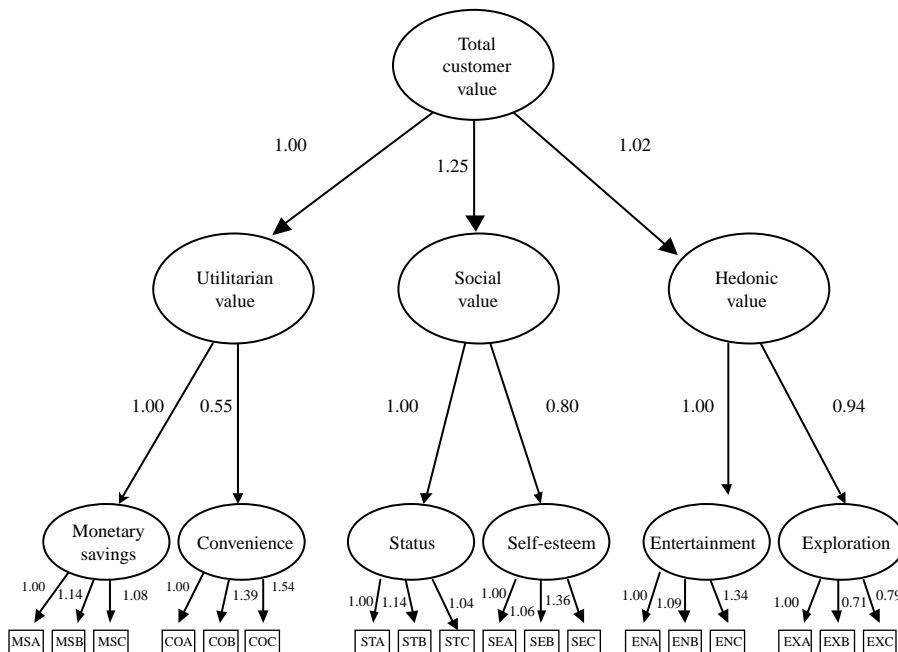 Total
customer
value
1.00
1.25
1.02
Utilitarian
value
Social
value
Hedonic
value
1.00
0.55
1.00
0.80
1.00
0.94
Monetary
savings
Convenience
Status
Self-esteem
Entertainment
Exploration
1.00
1.14
1.08
1.00
1.39
1.54
1.00
1.14
1.04
1.00
1.06
1.36
1.00
1.09
1.34
1.00
0.71
0.79
MSA
MSB
MSC
COA
COB
COC
STA
STB
STC
SEA
SEB
SEC
ENA
ENB
ENC
EXA
EXB
EXC